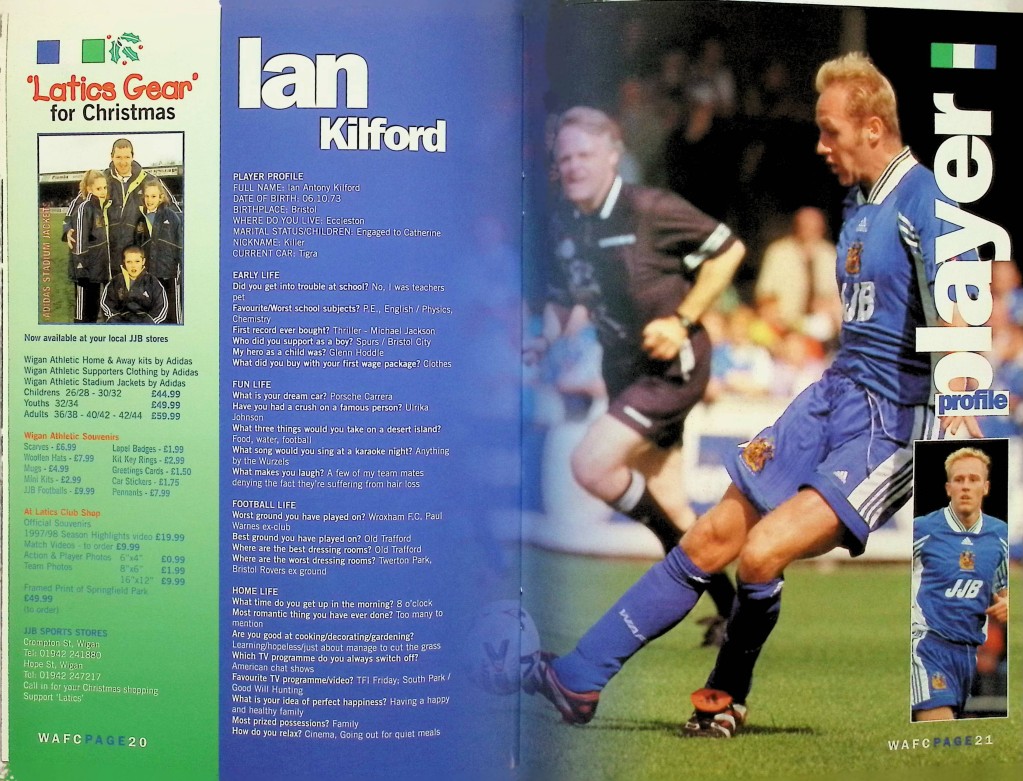 'Latics Gear'
for Christmas
ADIDAS STADIUM JACKET
Now available at your local JJB stores
Wigan Athletic Home & Away kits by Adidas
Wigan Athletic Supporters Clothing by Adidas
Wigan Athletic Stadium Jackets by Adidas
Childrens 26/28 - 30/32 £44.99
Youths 32/34 £49.99
Adults 36/38 - 40/42 - 42/44 £59.99
Wigan Athletic Souvenirs
Scarves - £6.99
Woollen Hats - £7.99
Mugs - £4.99
Mini Kits - £2.99
JJB Footballs - £9.99
Lapel Badges - £1.99
Kit Key Rings - £2.99
Greetings Cards - £1.50
Car Stickers - £1.75
Pennants - £7.99
At Latics Club Shop
Official Souvenirs
1997/98 Season Highlights video £19.99
Match Videos - to order £9.99
Action & Player Photos 6"x4" £0.99
Team Photos 8"x6" £1.99
16"x12" £9.99
Framed Print of Springfield Park
£49.99
(to order)
JJB SPORTS STORES
Crompton St, Wigan
Tel: 01942 241880
Hope St, Wigan
Tel: 01942 247217
Call in for your Christmas shopping
Support 'Latics'
WAFCPAGE20
Ian
Kilford
PLAYER PROFILE
FULL NAME: Ian Antony Kilford
DATE OF BIRTH: 06.10.73
BIRTHPLACE: Bristol
WHERE DO YOU LIVE: Eccleston
MARITAL STATUS/CHILDREN: Engaged to Catherine
NICKNAME: Killer
CURRENT CAR: Tigra
EARLY LIFE
Did you get into trouble at school? No, I was teachers
pet
Favourite/Worst school subjects? P.E., English / Physics,
Chemistry
First record ever bought? Thriller - Michael Jackson
Who did you support as a boy? Spurs / Bristol City
My hero as a child was? Glenn Hoddle
What did you buy with your first wage package? Clothes
FUN LIFE
What is your dream car? Porsche Carrera
Have you had a crush on a famous person? Ulrika
Johnson
What three things would you take on a desert island?
Food, water, football
What song would you sing at a karaoke night? Anything
by the Wurzels
What makes you laugh? A few of my team mates
denying the fact they're suffering from hair loss
FOOTBALL LIFE
Worst ground you have played on? Wroxham F.C. Paul
Warnes ex-club
Best ground you have played on? Old Trafford
Where are the best dressing rooms? Old Trafford
Where are the worst dressing rooms? Twerton Park,
Bristol Rovers ex ground
HOME LIFE
What time do you get up in the morning? 8 o'clock
Most romantic thing you have ever done? Too many to
mention
Are you good at cooking/decorating/gardening?
Learning/hopeless/just about manage to cut the grass
Which TV programme do you always switch off?
American chat shows
Favourite TV programme/video? TFI Friday; South Park /
Good Will Hunting
What is your idea of perfect happiness? Having a happy
and healthy family
Most prized possessions? Family
How do you relax? Cinema, Going out for quiet meals
player
profile
JJB
WAFC
JJB
WAFCPAGE21